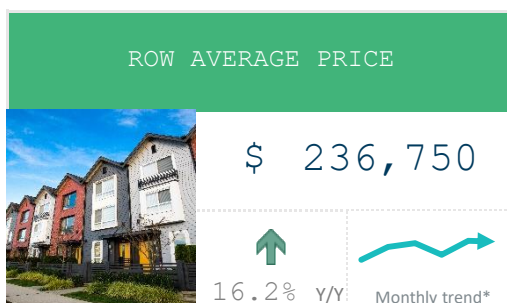 ROW AVERAGE PRICE
$ 236,750
16.2% Y/Y
Monthly trend*